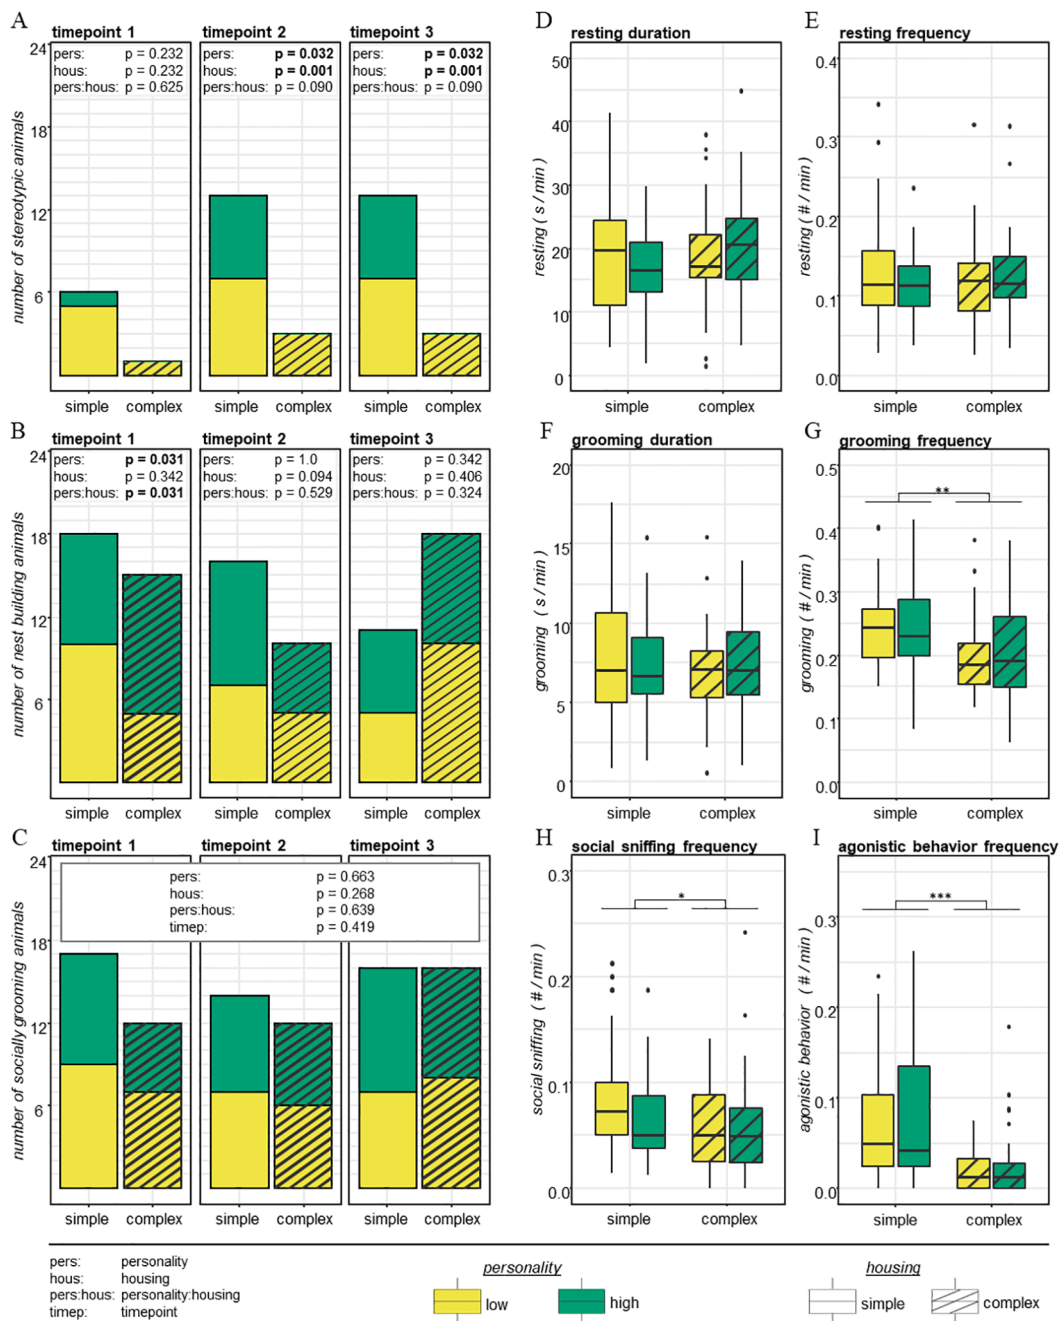 A
timepoint 1
timepoint 2
timepoint 3
24
18
12
6
number of stereotypic animals
pers: p = 0.232
hous: p = 0.232
pers:hous: p = 0.625
pers: p = 0.032
hous: p = 0.001
pers:hous: p = 0.090
pers: p = 0.032
hous: p = 0.001
pers:hous: p = 0.090
simple complex
simple complex
simple complex
D
resting duration
50
40
30
20
10
0
resting ( s / min )
simple complex
E
resting frequency
0.4
0.3
0.2
0.1
0.0
resting ( # / min )
simple complex
B
timepoint 1
timepoint 2
timepoint 3
24
18
12
6
number of nest building animals
pers: p = 0.031
hous: p = 0.342
pers:hous: p = 0.031
pers: p = 1.0
hous: p = 0.094
pers:hous: p = 0.529
pers: p = 0.342
hous: p = 0.406
pers:hous: p = 0.324
simple complex
simple complex
simple complex
F
grooming duration
20
15
10
5
0
grooming ( s / min )
simple complex
G
grooming frequency
0.5
0.4
0.3
0.2
0.1
0.0
grooming ( # / min )
**
simple complex
C
timepoint 1
timepoint 2
timepoint 3
24
18
12
6
number of socially grooming animals
pers: p = 0.663
hous: p = 0.268
pers:hous: p = 0.639
timep: p = 0.419
simple complex
simple complex
simple complex
H
social sniffing frequency
0.3
0.2
0.1
0.0
social sniffing ( # / min )
*
simple complex
I
agonistic behavior frequency
0.3
0.2
0.1
0.0
agonistic behavior ( # / min )
***
simple complex
pers: personality
hous: housing
pers:hous: personality:housing
timep: timepoint
personality
low high
housing
simple complex